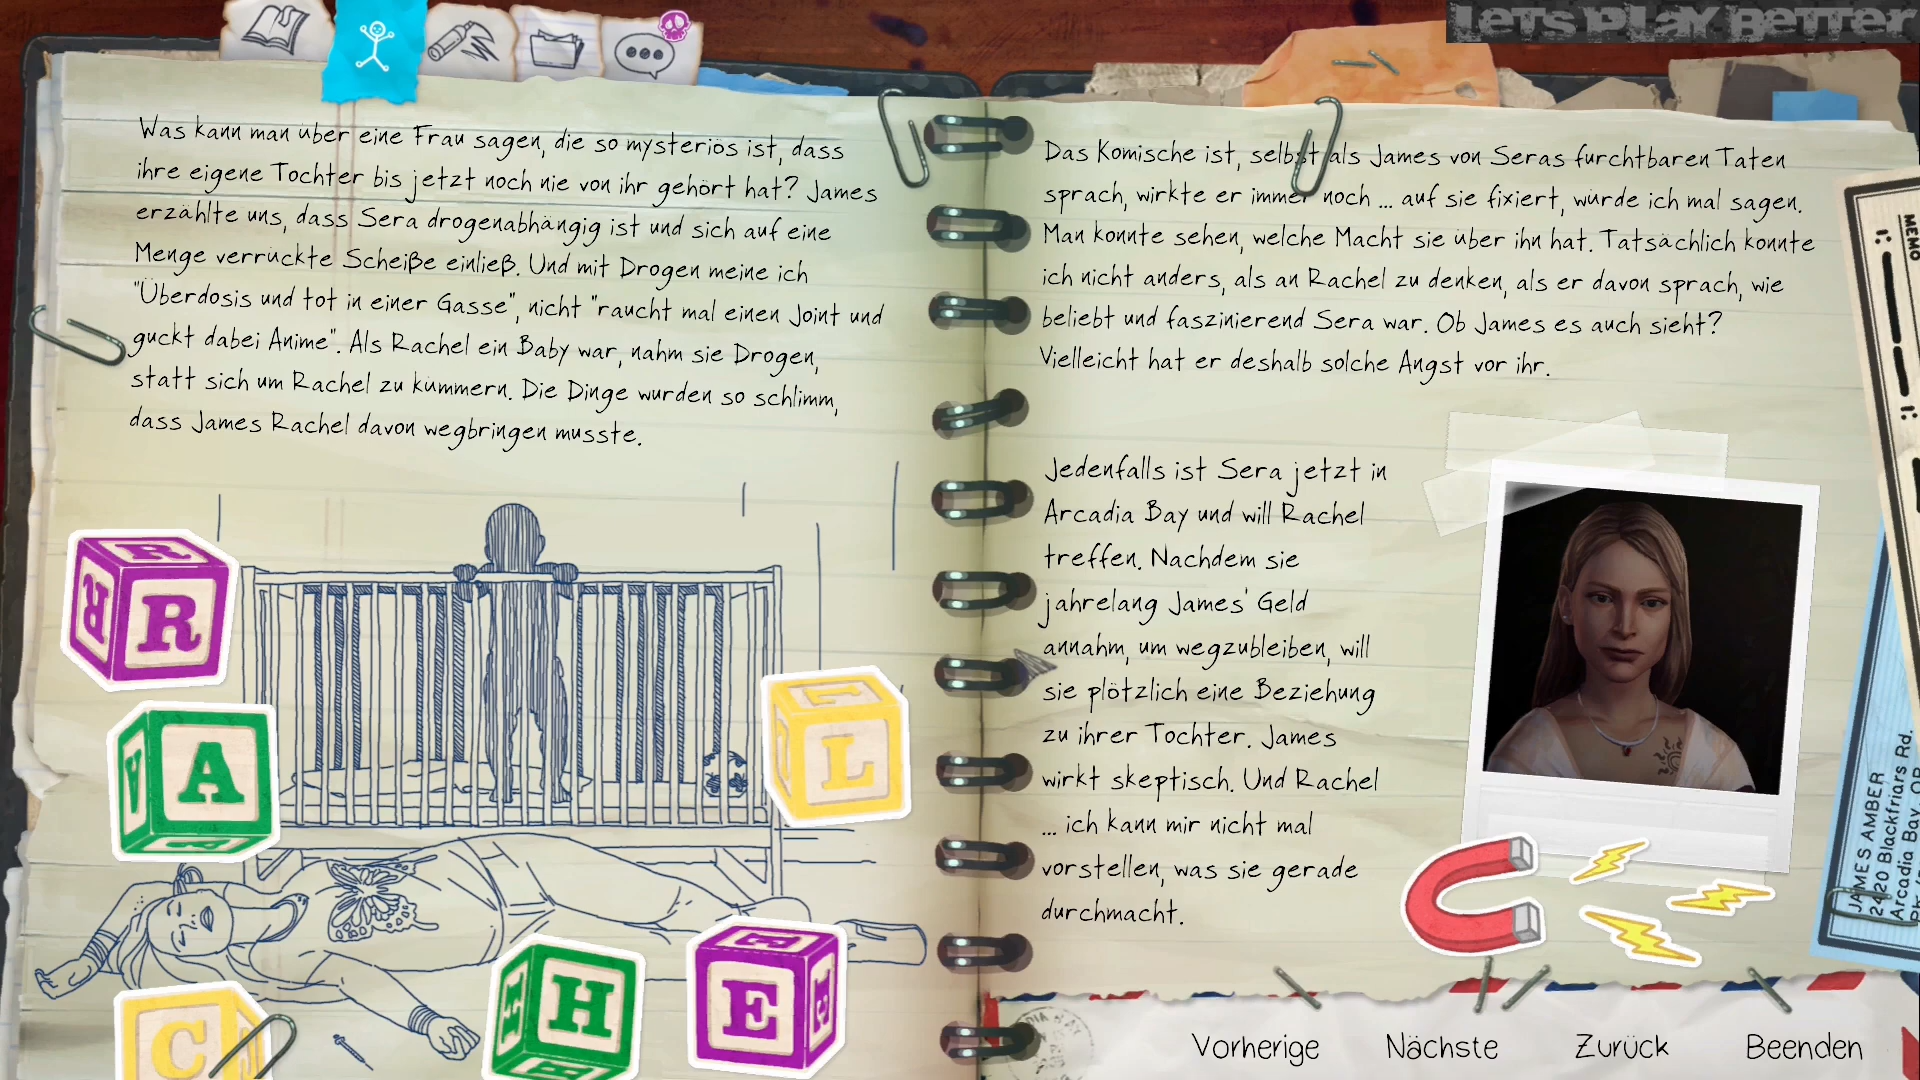 LETS PLAY BETTER
Was kann man über eine Frau sagen, die so mysteriös ist, dass
ihre eigene Tochter bis jetzt noch nie von ihr gehört hat? James
erzählte uns, dass Sera drogenabhängig ist und sich auf eine
Menge verrückte Scheiße einließ. Und mit Drogen meine ich
"Überdosis und tot in einer Gasse", nicht "raucht mal einen Joint und
guckt dabei Anime". Als Rachel ein Baby war, nahm sie Drogen,
statt sich um Rachel zu kümmern. Die Dinge wurden so schlimm,
dass James Rachel davon wegbringen musste.
R
A
C
H
E
L
Das Komische ist, selbst als James von Seras furchtbaren Taten
sprach, wirkte er immer noch ... auf sie fixiert, würde ich mal sagen.
Man konnte sehen, welche Macht sie über ihn hat. Tatsächlich konnte
ich nicht anders, als an Rachel zu denken, als er davon sprach, wie
beliebt und faszinierend Sera war. Ob James es auch sieht?
Vielleicht hat er deshalb solche Angst vor ihr.
Jedenfalls ist Sera jetzt in
Arcadia Bay und will Rachel
treffen. Nachdem sie
jahrelang James' Geld
annahm, um wegzubleiben, will
sie plötzlich eine Beziehung
zu ihrer Tochter. James
wirkt skeptisch. Und Rachel
... ich kann mir nicht mal
vorstellen, was sie gerade
durchmacht.
MEMO
JAMES AMBER
2420 Blackfriars Rd.
Arcadia Bay, OR
Vorherige
Nächste
Zurück
Beenden